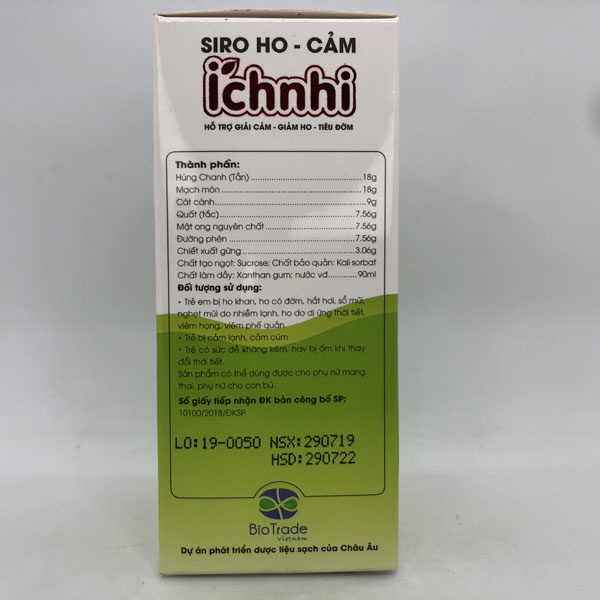 SIRO HO - CẢM
ichnhi
HỖ TRỢ GIẢI CẢM - GIẢM HO - TIÊU ĐỜM
Thành phần:
Húng Chanh (Tần)..........18g
Mạch môn..........18g
Cát cánh..........9g
Quất (tắc)..........7.56g
Mật ong nguyên chất..........7.56g
Đường phèn..........7.56g
Chiết xuất gừng..........3.06g
Chất tạo ngọt: Sucrose; Chất bảo quản: Kali sorbat
Chất làm dầy: Xanthan gum; nước vđ..........90ml
Đối tượng sử dụng:
• Trẻ em bị ho khan, ho có đờm, hắt hơi, sổ mũi,
nghẹt mũi do nhiễm lạnh, ho do dị ứng thời tiết,
viêm họng, viêm phế quản.
• Trẻ bị cảm lạnh, cảm cúm
• Trẻ có sức đề kháng kém, hay bị ốm khi thay
đổi thời tiết.
Sản phẩm có thể dùng được cho phụ nữ mang
thai, phụ nữ cho con bú.
Số giấy tiếp nhận ĐK bản công bố SP:
10100/2018/ĐKSP
LO:19-0050 NSX:290719
HSD:290722
BioTrade
Vietnam
Dự án phát triển dược liệu sạch của Châu Âu